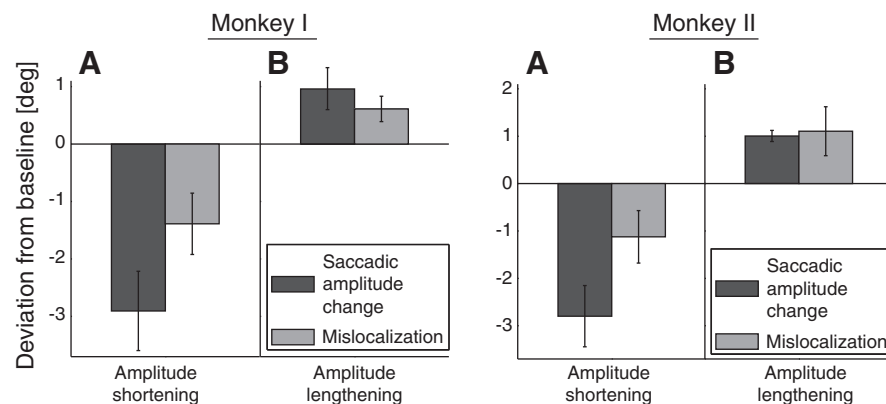 Monkey I
Monkey II
A
B
A
B
Deviation from baseline [deg]
1
0
-1
-2
-3
2
1
0
-1
-2
-3
Saccadic
amplitude
change
Mislocalization
Saccadic
amplitude
change
Mislocalization
Amplitude
shortening
Amplitude
lengthening
Amplitude
shortening
Amplitude
lengthening